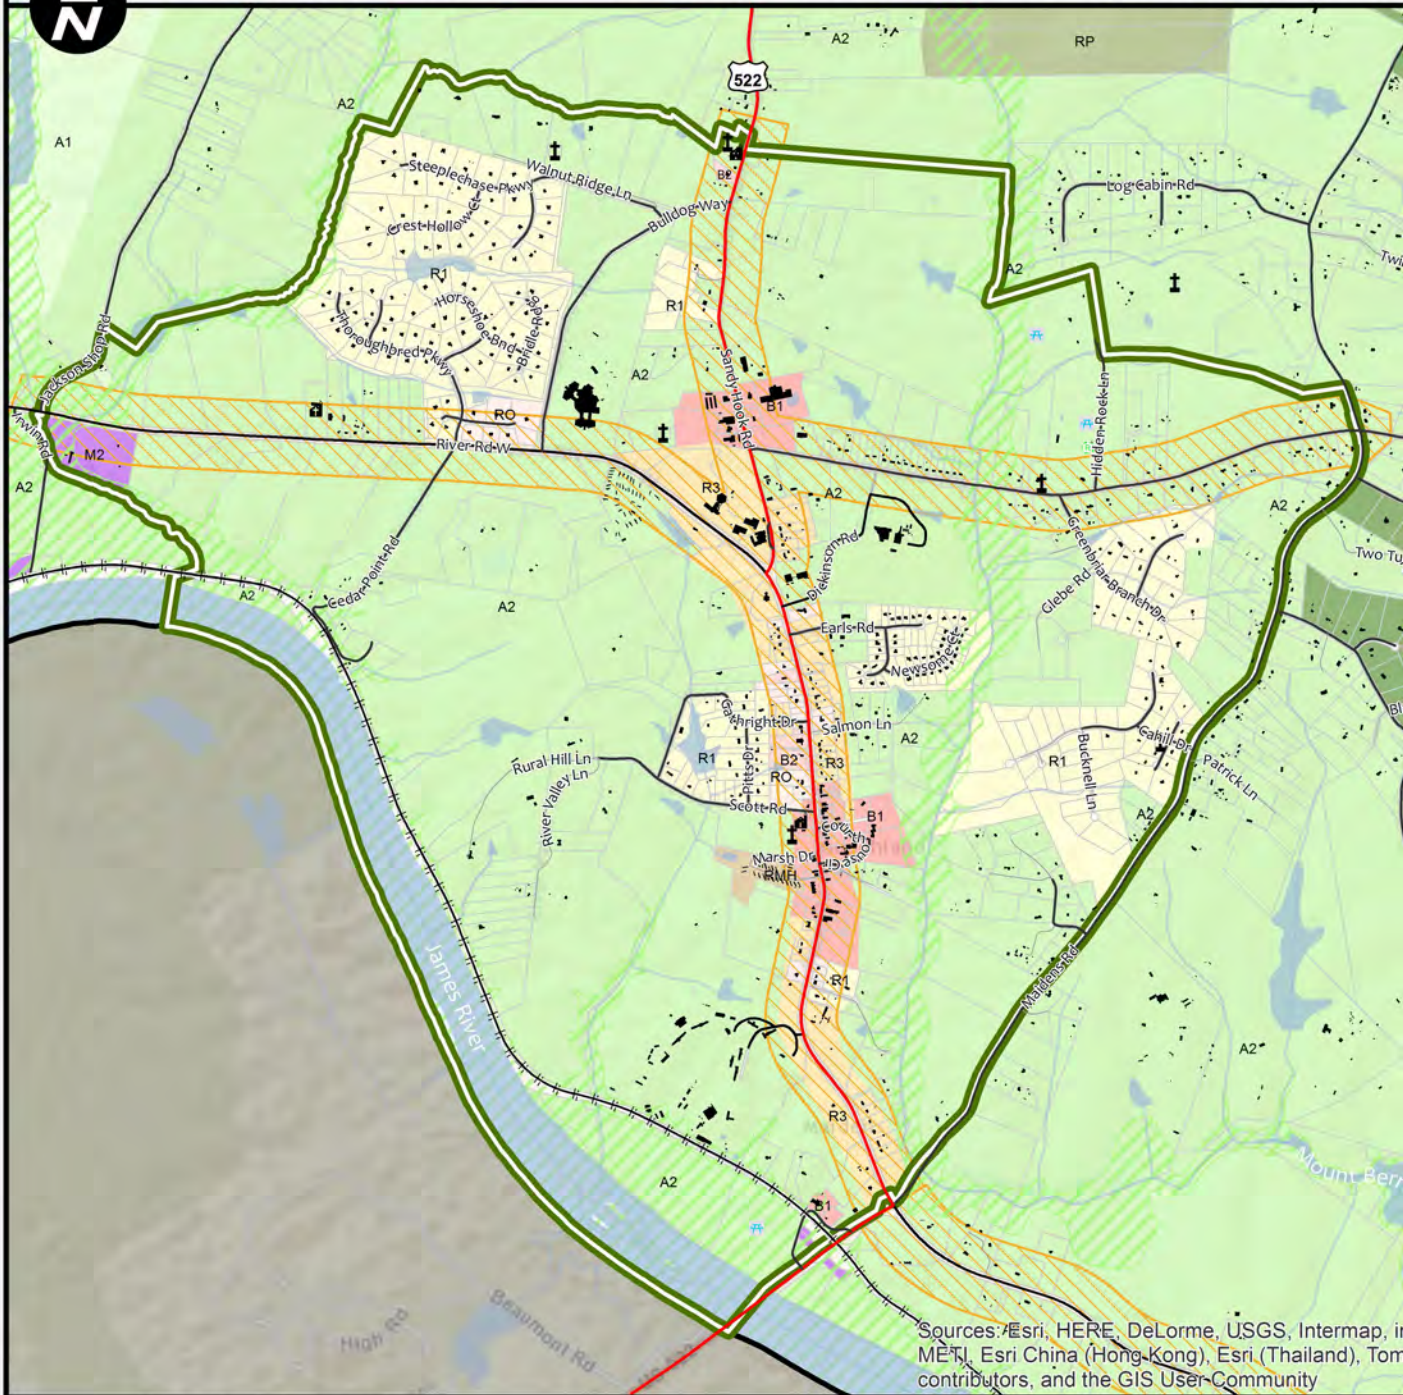 N
A2
RP
522
A1
A2
Steeplechase Pkwy
Walnut Ridge Ln
B2
Log Cabin Rd
Crest Hollow Ct
Bulldog Way
R1
A2
Horseshoe Bnd
Bridle Rd
R1
Thoroughbred Pkwy
Jackson Shop Rd
Sandy Hook Rd
A2
B1
Hidden Rock Ln
RO
Irwin Rd
River Rd W
M2
A2
R3
A2
A2
Dickinson Rd
Greenbriar Branch Dr
Glebe Rd
Cedar Point Rd
A2
A2
Earls Rd
Newsome Ct
Gathright Dr
Salmon Ln
A2
Cahill Dr
R1
Pitts Dr
B2
R3
R1
Bucknell Ln
Patrick Ln
Rural Hill Ln
River Valley Ln
RO
Scott Rd
B1
A2
Courthouse Dr
Marsh Dr
RMH
James River
R1
Maidens Rd
A2
R3
A2
B1
Mount Bern
High Rd
Beaumont Rd
Sources: Esri, HERE, DeLorme, USGS, Intermap, in
METI, Esri China (Hong Kong), Esri (Thailand), Tom
contributors, and the GIS User Community